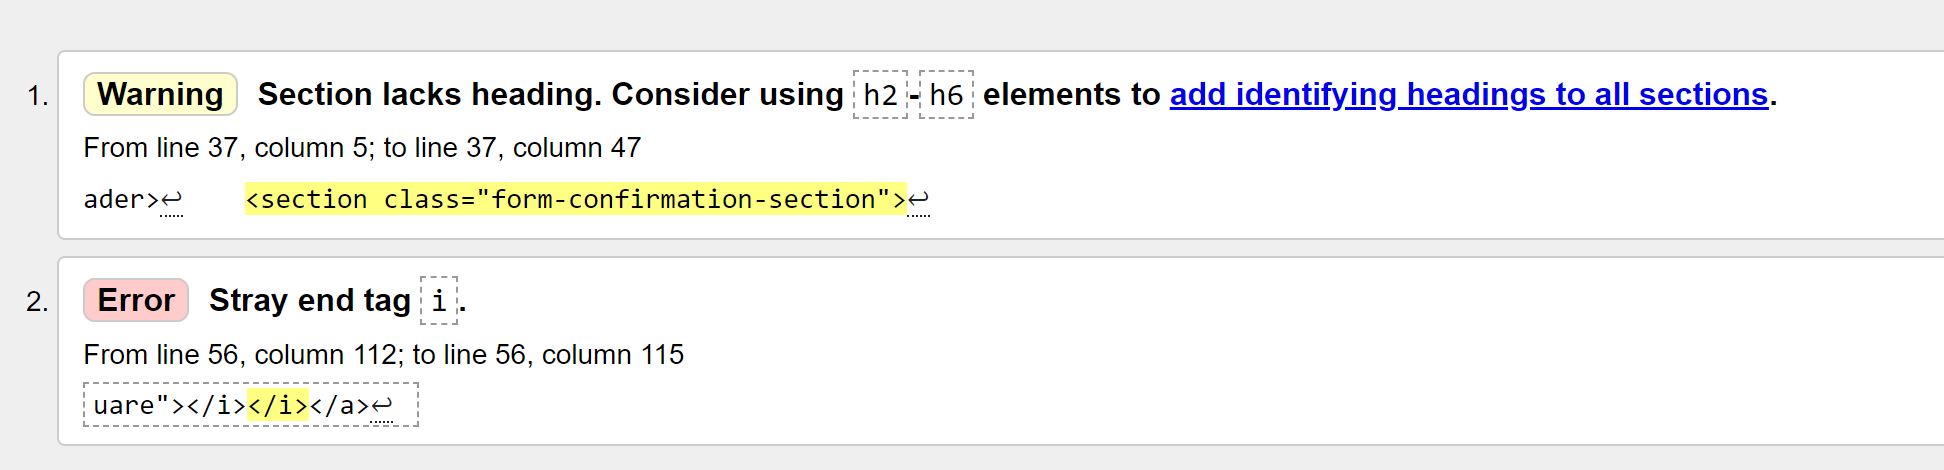 1. Warning Section lacks heading. Consider using h2-h6 elements to add identifying headings to all sections.
From line 37, column 5; to line 37, column 47
ader>↩    <section class="form-confirmation-section">↩
2. Error Stray end tag i.
From line 56, column 112; to line 56, column 115
uare"></i></i></a>↩